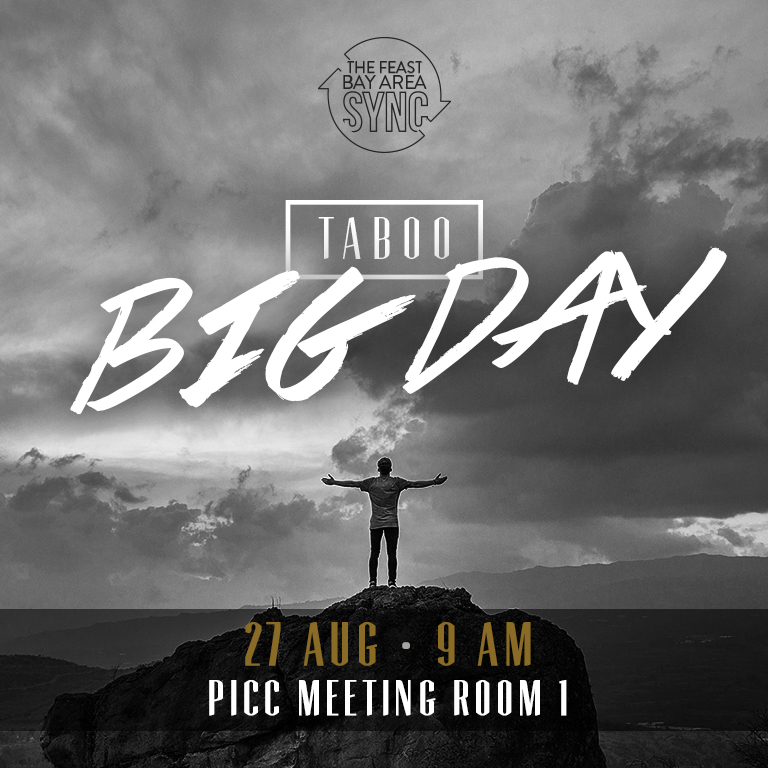 THE FEAST
BAY AREA
SYNC
TABOO
BIG DAY
27 AUG · 9 AM
PICC MEETING ROOM 1